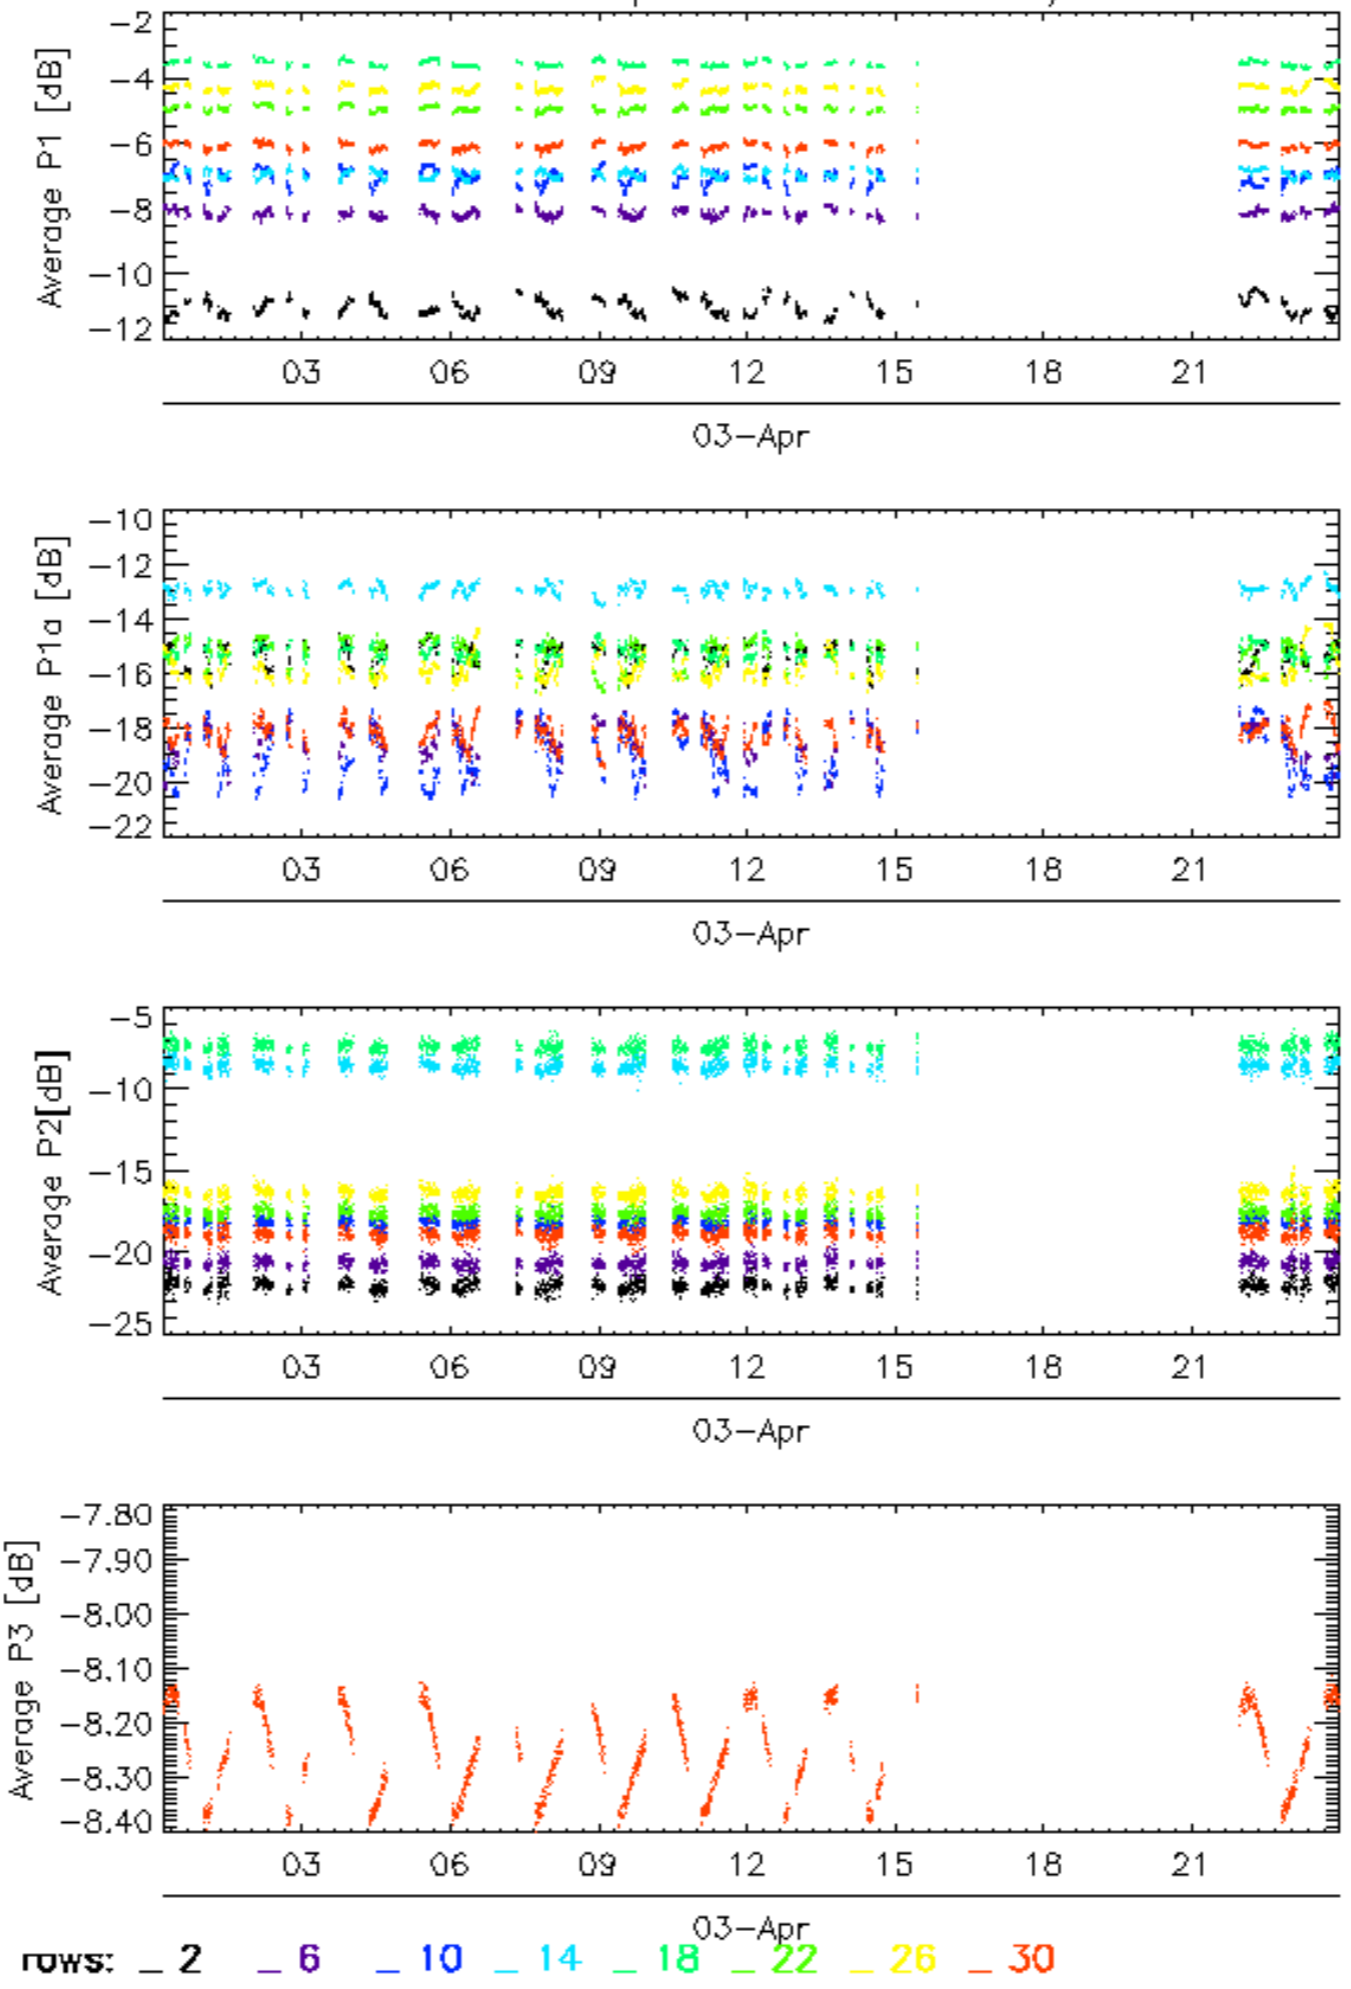 -2
-4
-6
-8
-10
-12
Average P1 [dB]
03 06 09 12 15 18 21
03-Apr
-10
-12
-14
-16
-18
-20
-22
Average P1a [dB]
03 06 09 12 15 18 21
03-Apr
-5
-10
-15
-20
-25
Average P2[dB]
03 06 09 12 15 18 21
03-Apr
-7.80
-7.90
-8.00
-8.10
-8.20
-8.30
-8.40
Average P3 [dB]
03 06 09 12 15 18 21
03-Apr
rows: _ 2 _ 6 _ 10 _ 14 _ 18 _ 22 _ 26 _ 30